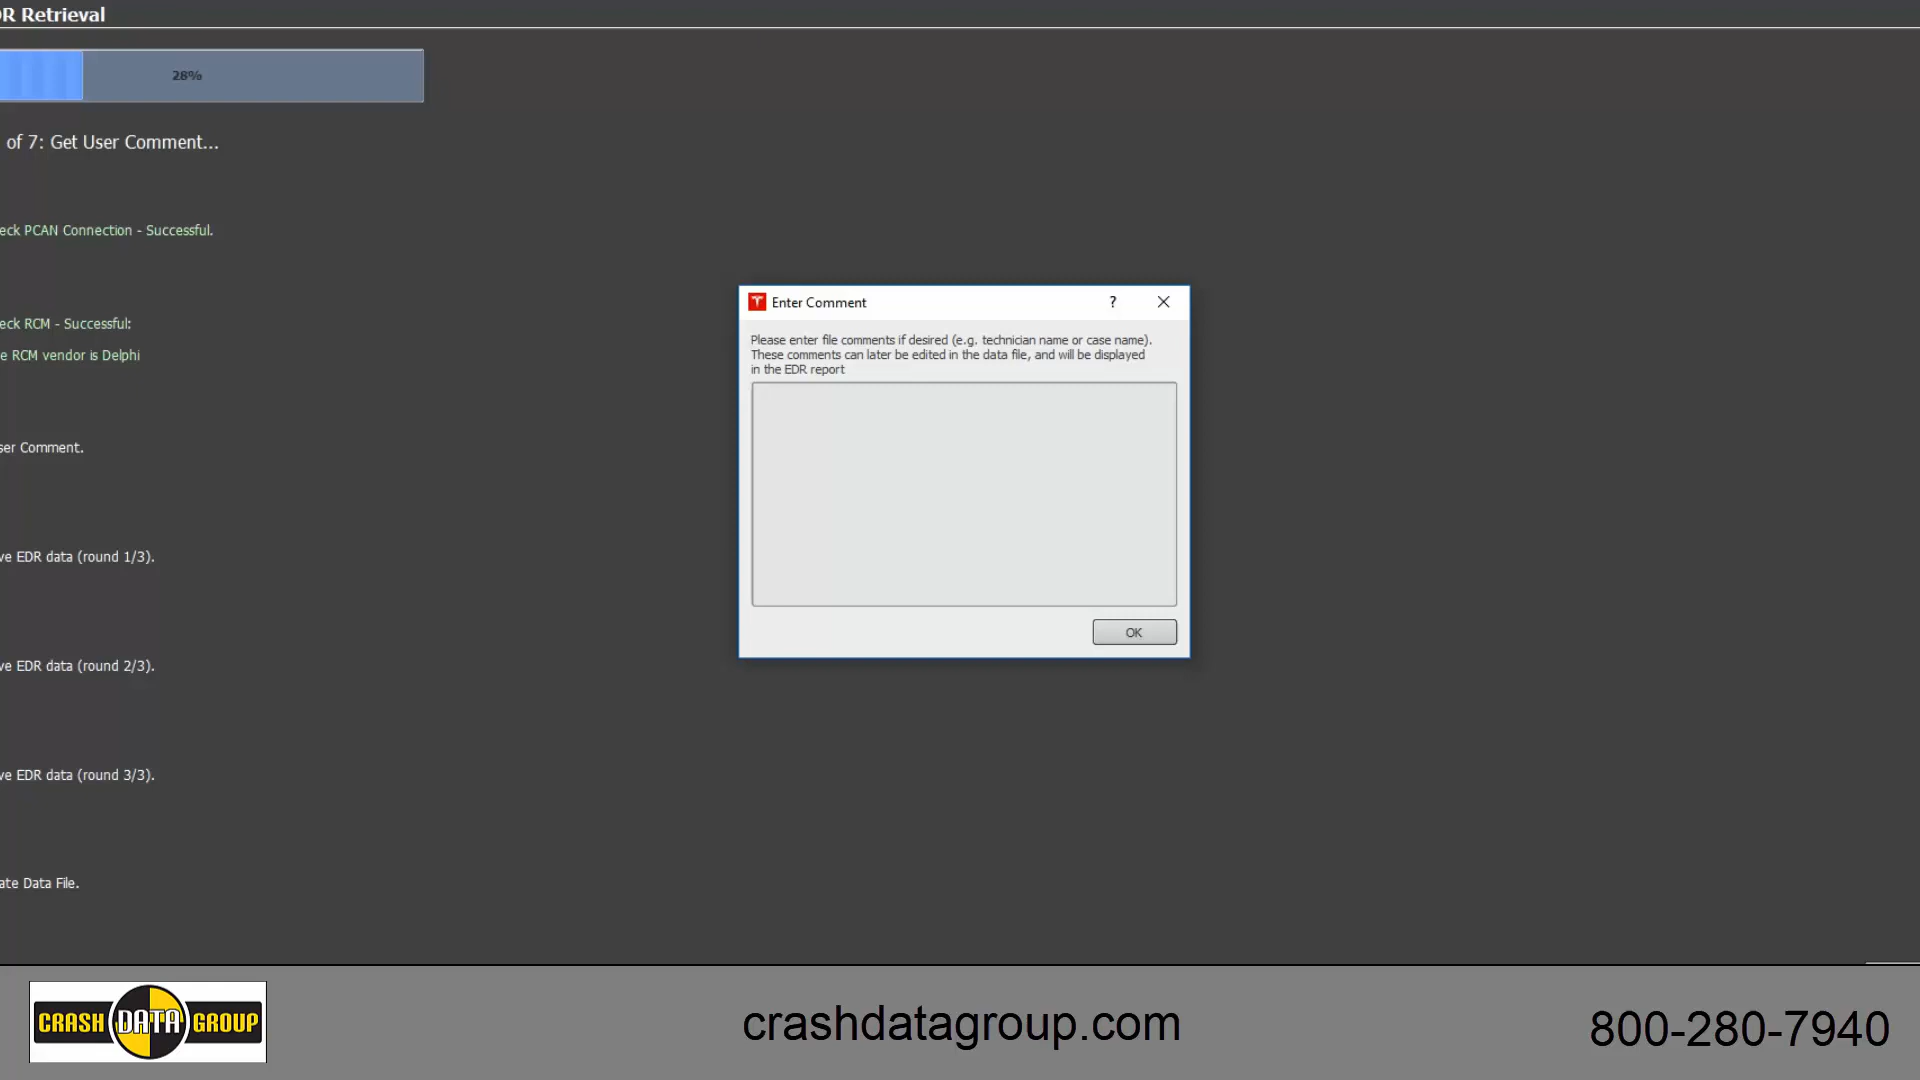 R Retrieval
28%
of 7: Get User Comment...
eck PCAN Connection - Successful.
eck RCM - Successful:
e RCM vendor is Delphi
ser Comment.
ve EDR data (round 1/3).
ve EDR data (round 2/3).
ve EDR data (round 3/3).
ate Data File.
Enter Comment
?
Please enter file comments if desired (e.g. technician name or case name).
These comments can later be edited in the data file, and will be displayed
in the EDR report
OK
CRASH DATA GROUP
crashdatagroup.com
800-280-7940